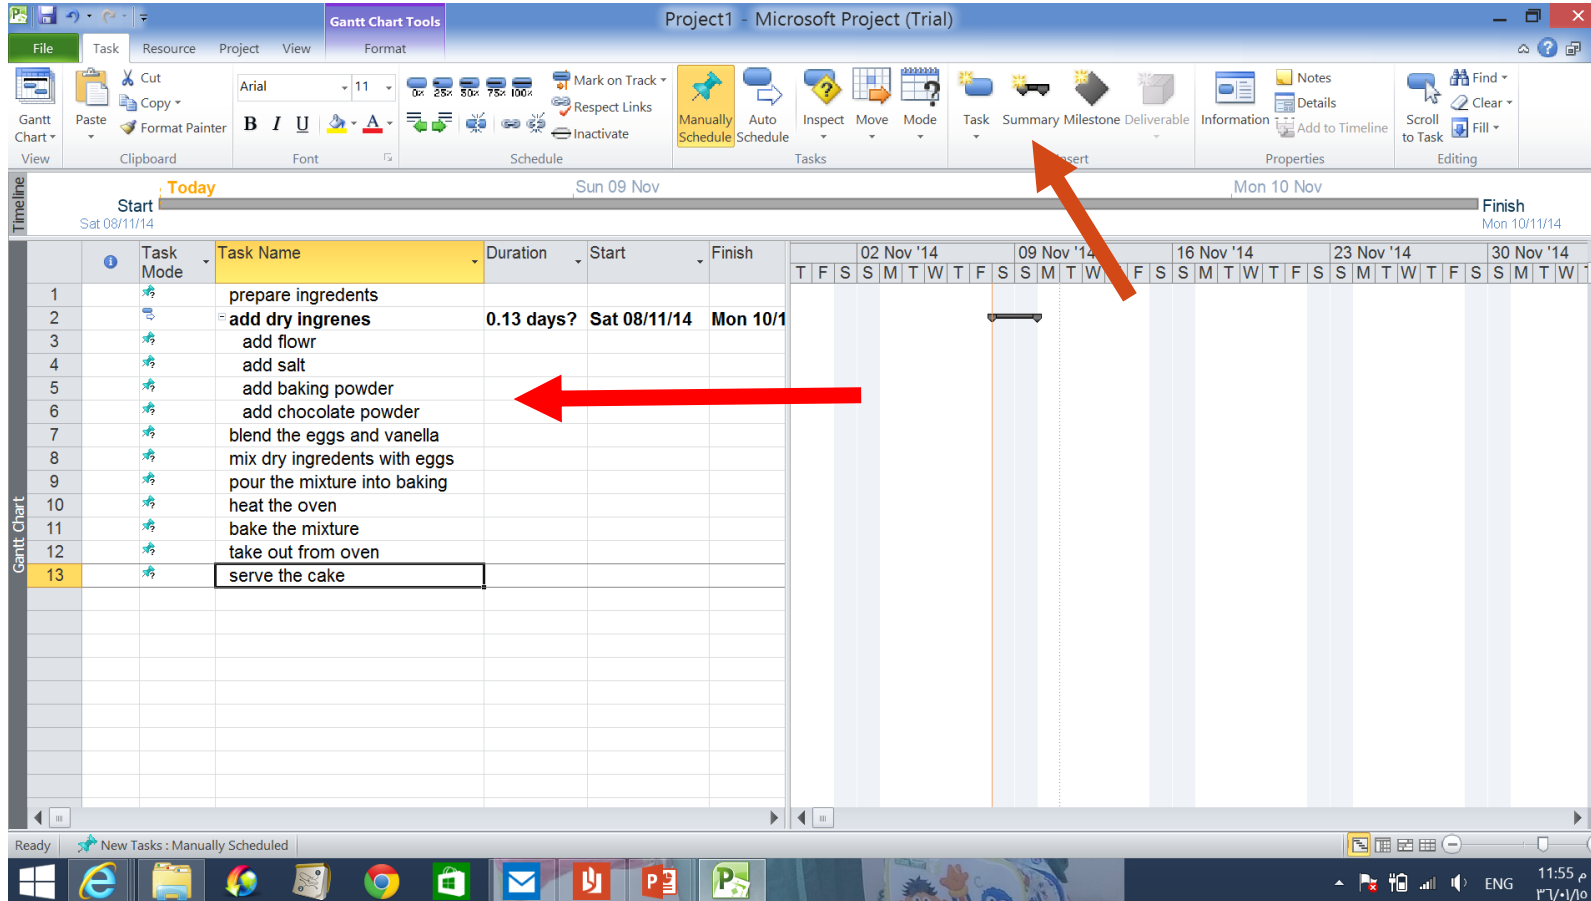 Gantt Chart Tools
Project1 - Microsoft Project (Trial)
File Task Resource Project View Format
Cut
Copy
Format Painter
Paste
Gantt Chart
Arial 11
B I U A
0% 25% 50% 75% 100%
Mark on Track
Respect Links
Inactivate
Manually Schedule
Auto Schedule
Inspect Move Mode
Task Summary Milestone Deliverable
Information
Notes
Details
Add to Timeline
Scroll to Task
Find
Clear
Fill
View Clipboard Font Schedule Tasks Properties Editing
Timeline
Today Sun 09 Nov Mon 10 Nov
Start Finish
Sat 08/11/14 Mon 10/11/14
Task Mode Task Name Duration Start Finish
02 Nov '14 09 Nov '14 16 Nov '14 23 Nov '14 30 Nov '14
T F S S M T W T F S S M T W F S S M T W T F S S M T W T F S S M T W
1 prepare ingredents
2 add dry ingrenes 0.13 days? Sat 08/11/14 Mon 10/1
3 add flowr
4 add salt
5 add baking powder
6 add chocolate powder
7 blend the eggs and vanella
8 mix dry ingredents with eggs
9 pour the mixture into baking
10 heat the oven
11 bake the mixture
12 take out from oven
13 serve the cake
Gantt Chart
Ready New Tasks : Manually Scheduled
ENG
11:55 م